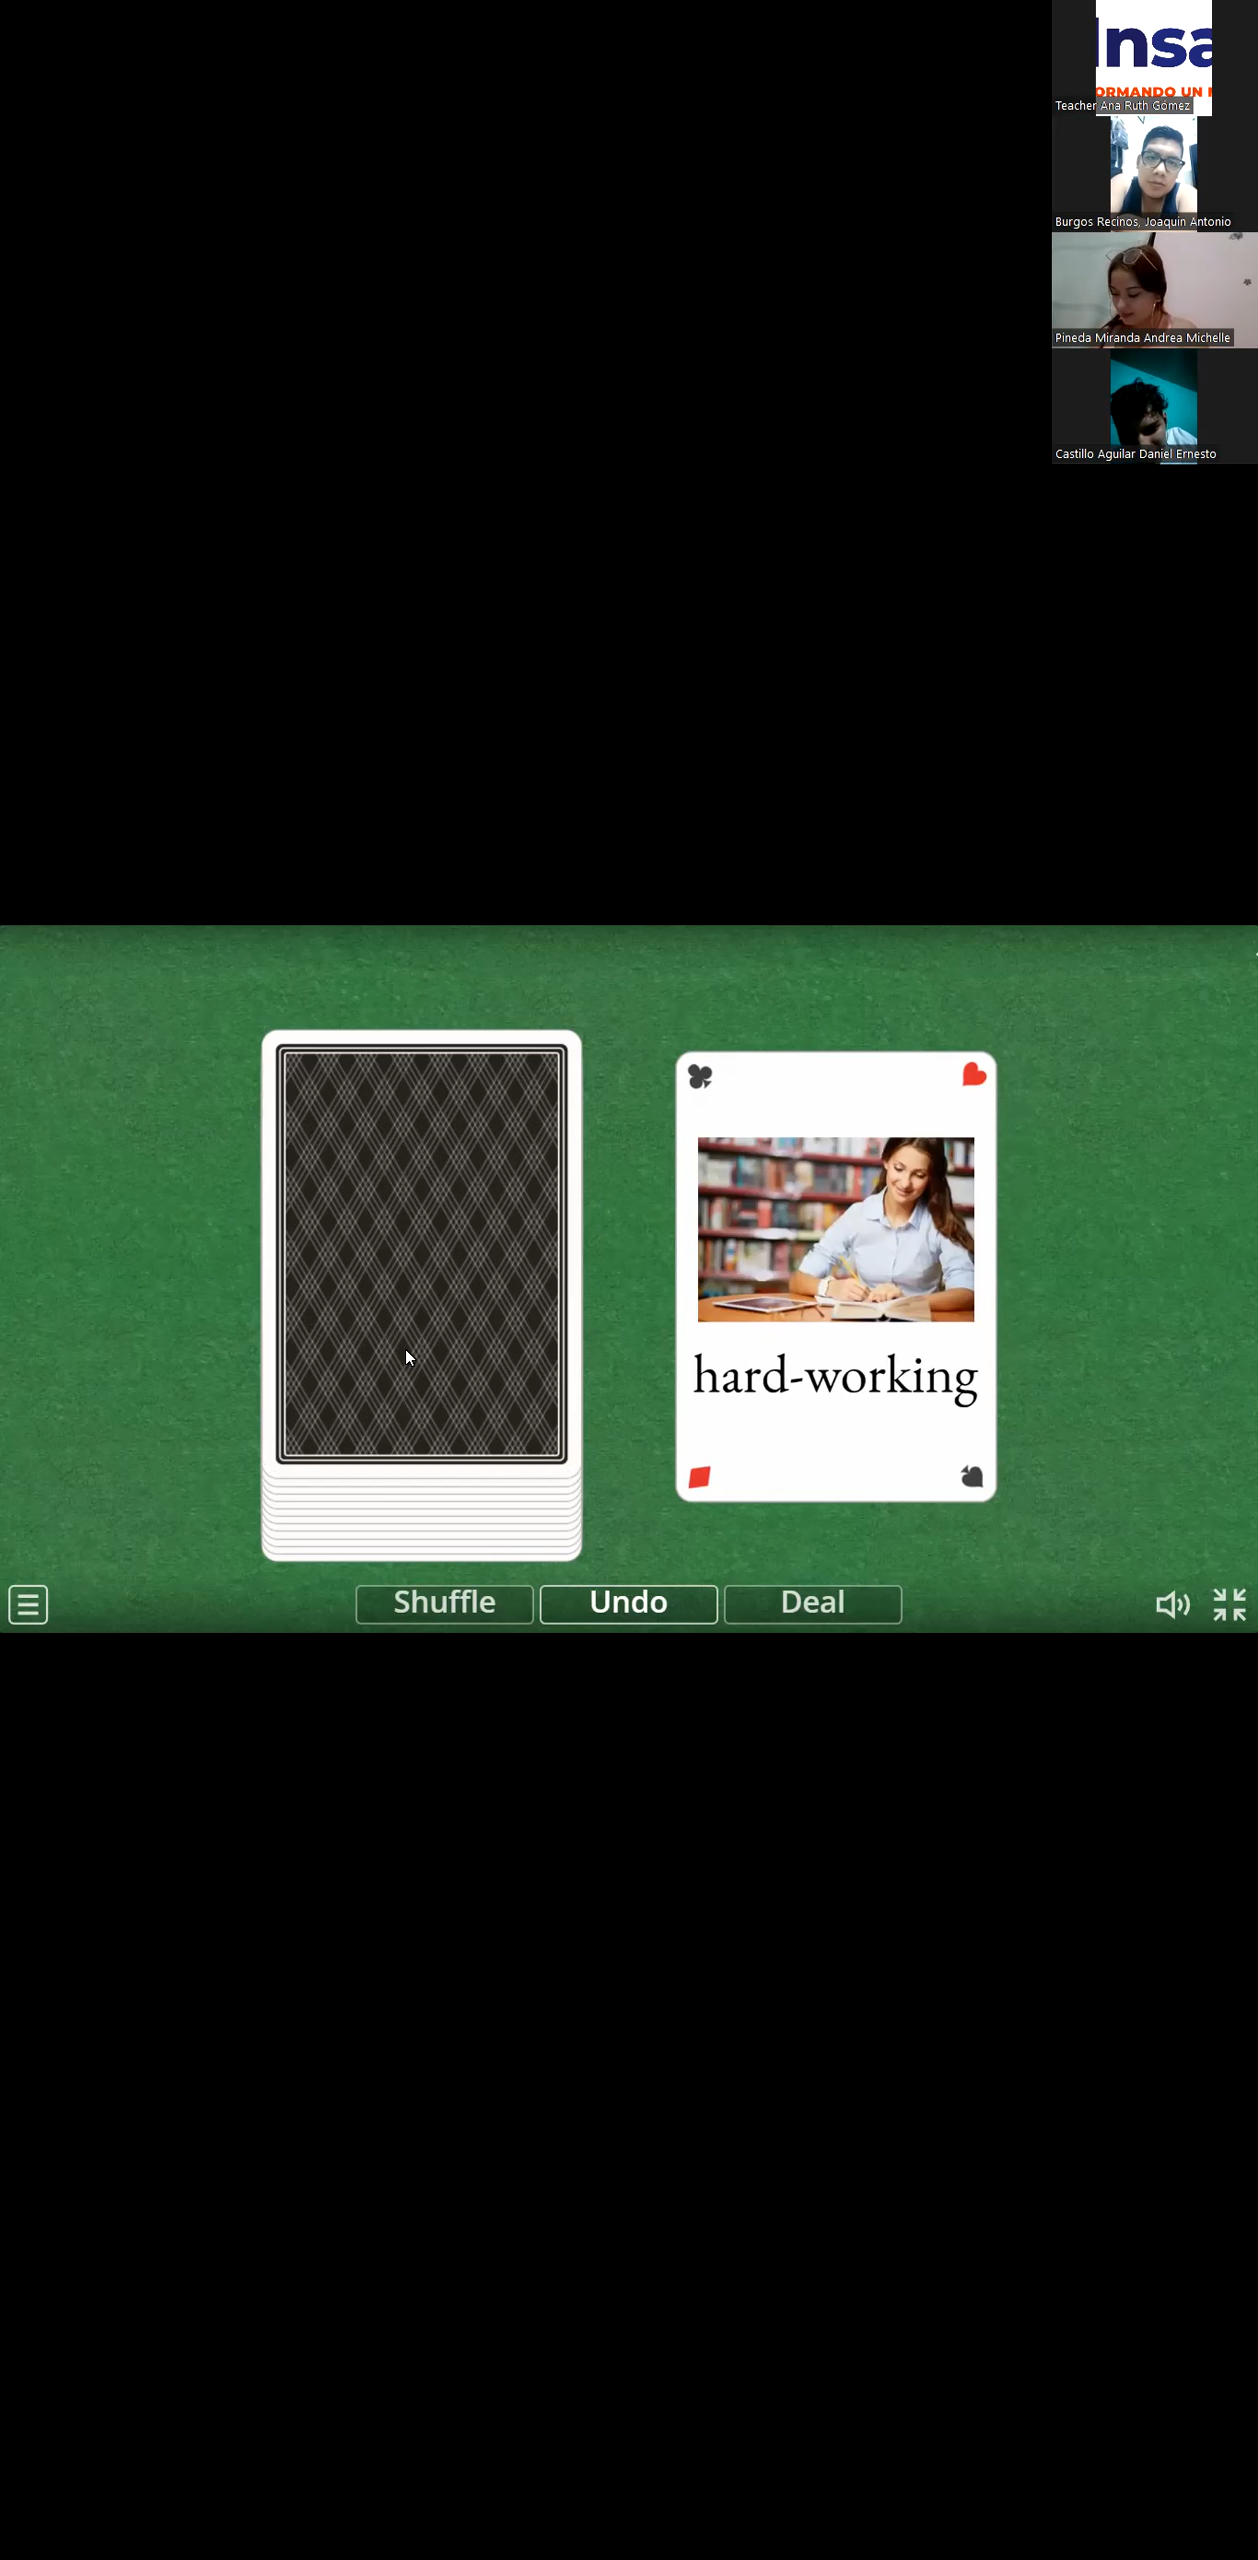 Insa
ORMANDO UN
Teacher Ana Ruth Gómez
Burgos Recinos, Joaquin Antonio
Pineda Miranda Andrea Michelle
Castillo Aguilar Daniel Ernesto
hard-working
Shuffle
Undo
Deal